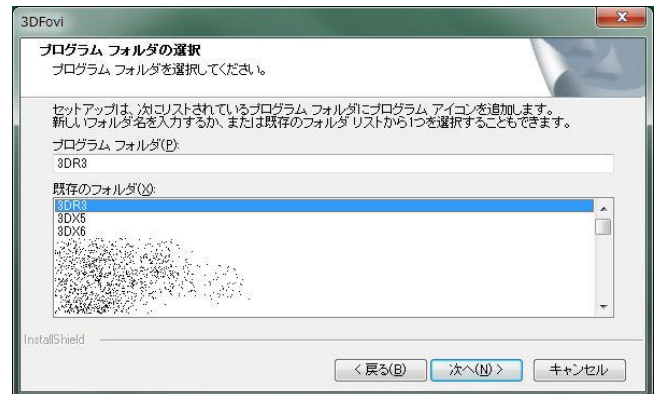 3DFovi
プログラム フォルダの選択
プログラム フォルダを選択してください。
セットアップは、次にリストされているプログラム フォルダにプログラム アイコンを追加します。
新しいフォルダ名を入力するか、または既存のフォルダ リストから1つを選択することもできます。
プログラム フォルダ(P):
3DR3
既存のフォルダ(X):
3DR3
3DX5
3DX6
InstallShield
< 戻る(B) 次へ(N) > キャンセル